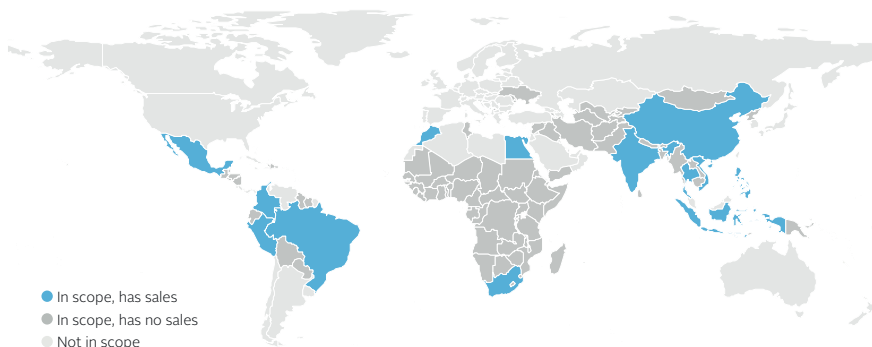 In scope, has sales
In scope, has no sales
Not in scope